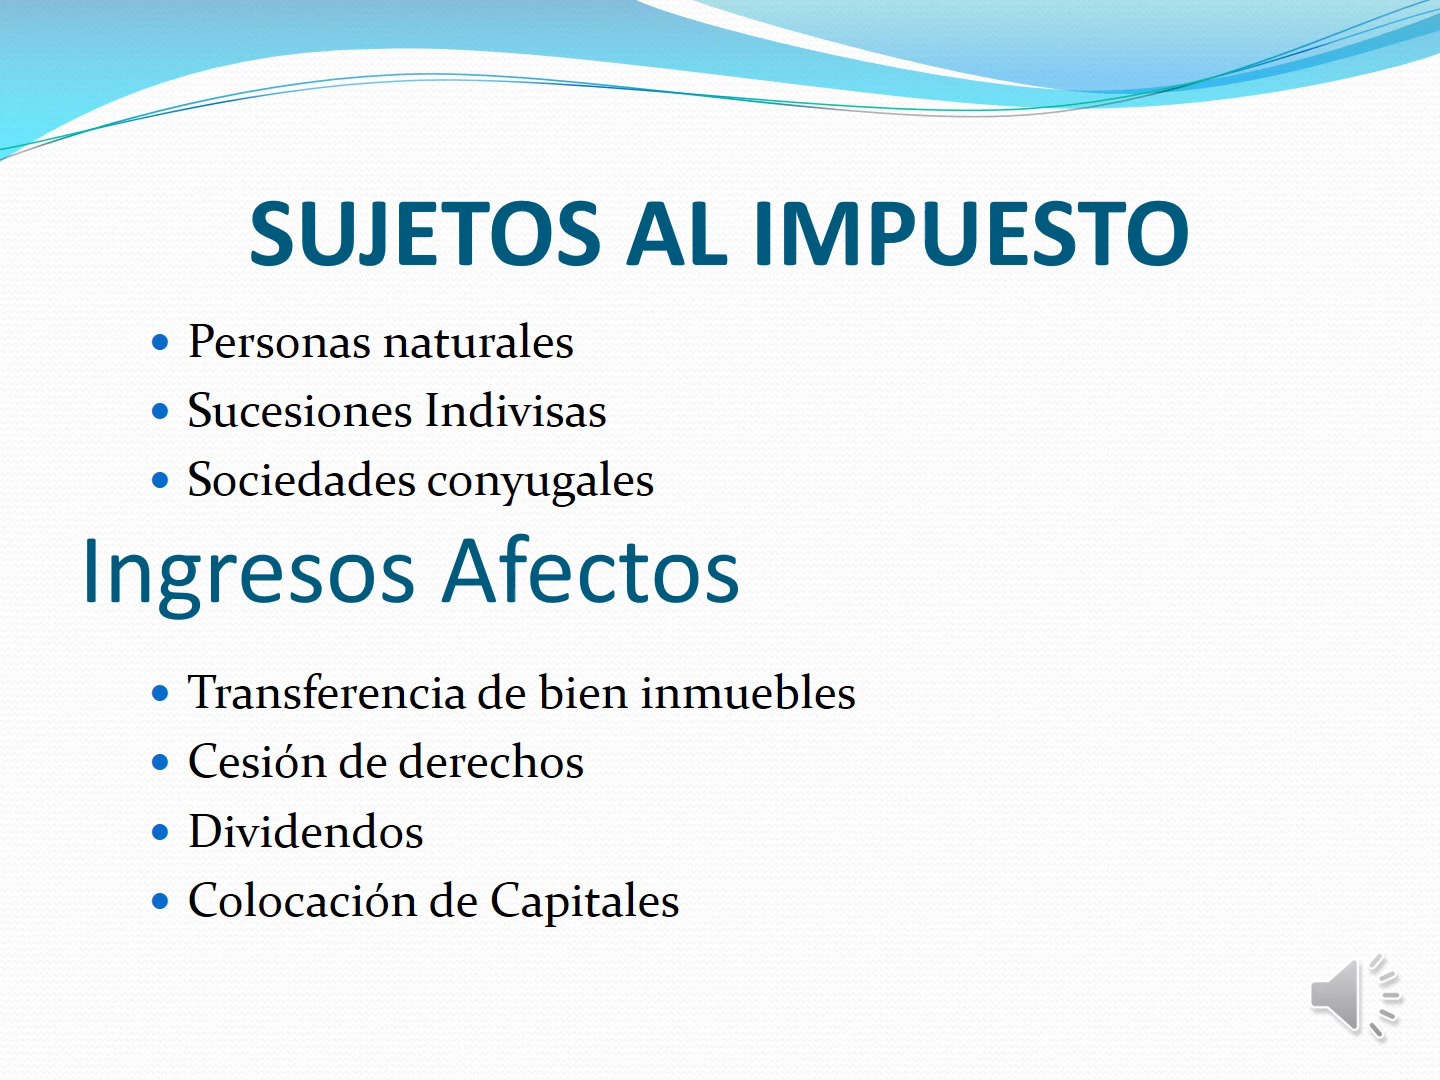 SUJETOS AL IMPUESTO
• Personas naturales
• Sucesiones Indivisas
• Sociedades conyugales
Ingresos Afectos
• Transferencia de bien inmuebles
• Cesión de derechos
• Dividendos
• Colocación de Capitales